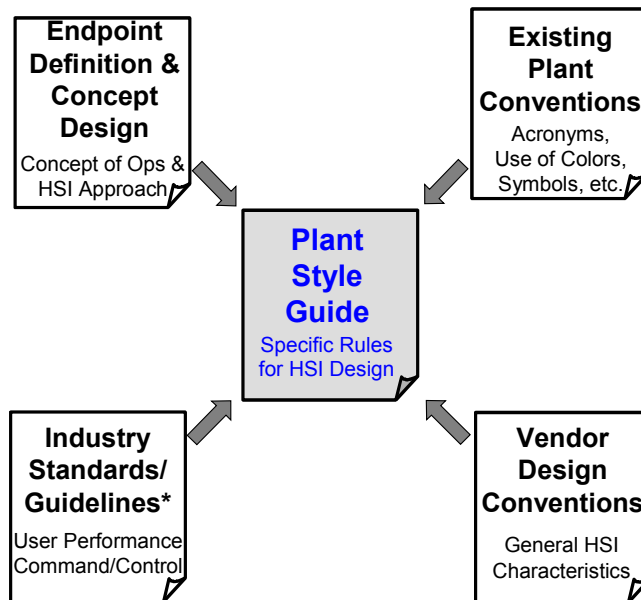 Endpoint
Definition &
Concept
Design
Concept of Ops &
HSI Approach
Existing
Plant
Conventions
Acronyms,
Use of Colors,
Symbols, etc.
Plant
Style
Guide
Specific Rules
for HSI Design
Industry
Standards/
Guidelines*
User Performance
Command/Control
Vendor
Design
Conventions
General HSI
Characteristics